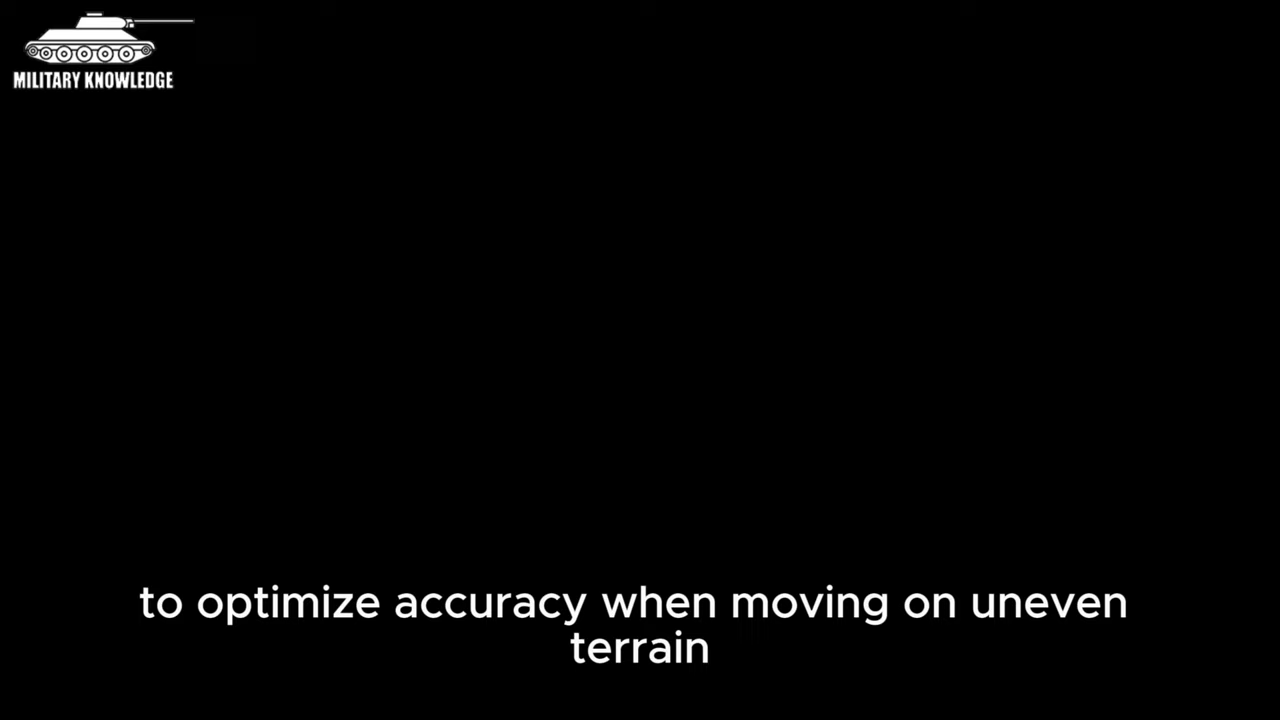 MILITARY KNOWLEDGE
to optimize accuracy when moving on uneven
terrain